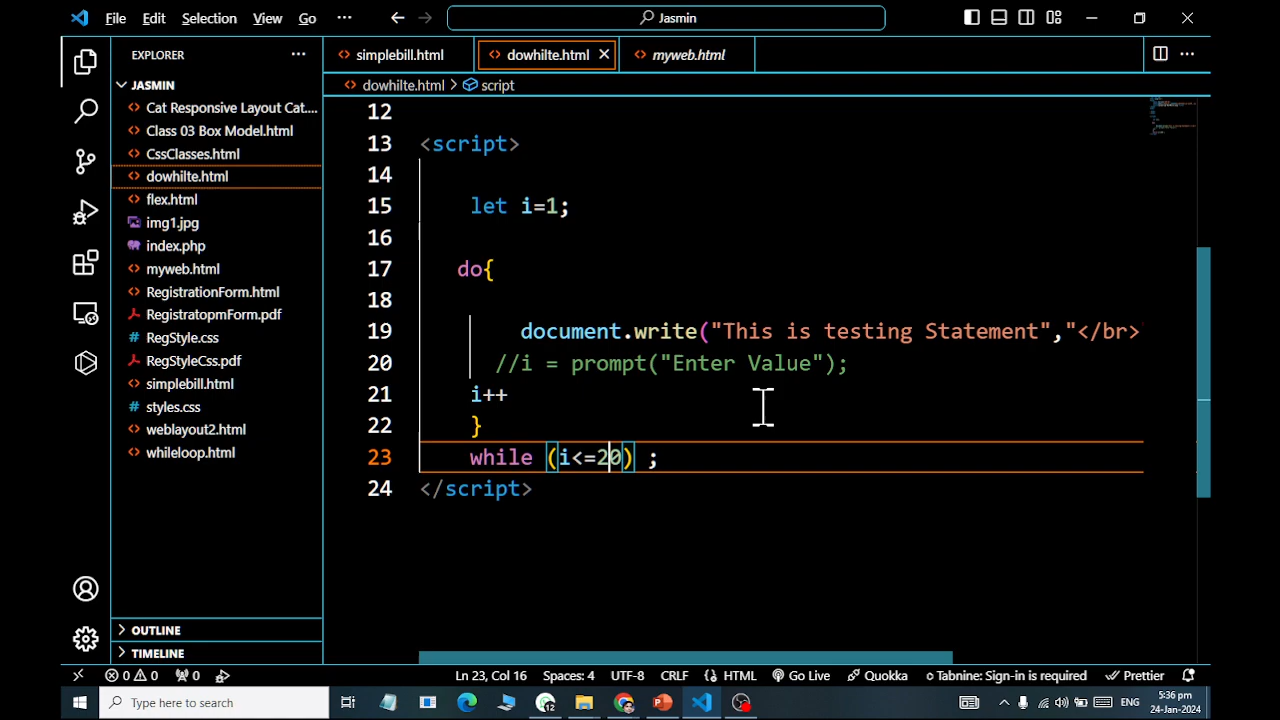 File Edit Selection View Go ··· Jasmin
EXPLORER ···
simplebill.html dowhilte.html myweb.html
JASMIN
dowhilte.html > script
Cat Responsive Layout Cat....
Class 03 Box Model.html
CssClasses.html
dowhilte.html
flex.html
img1.jpg
index.php
myweb.html
RegistrationForm.html
RegistratopmForm.pdf
RegStyle.css
RegStyleCss.pdf
simplebill.html
styles.css
weblayout2.html
whileloop.html
OUTLINE
TIMELINE
12
13 <script>
14
15 let i=1;
16
17 do{
18
19 document.write("This is testing Statement","</br>
20 //i = prompt("Enter Value");
21 i++
22 }
23 while (i<=20) ;
24 </script>
0 0 0 Ln 23, Col 16 Spaces: 4 UTF-8 CRLF HTML Go Live Quokka Tabnine: Sign-in is required Prettier
Type here to search 12 ENG 5:36 pm
24-Jan-2024